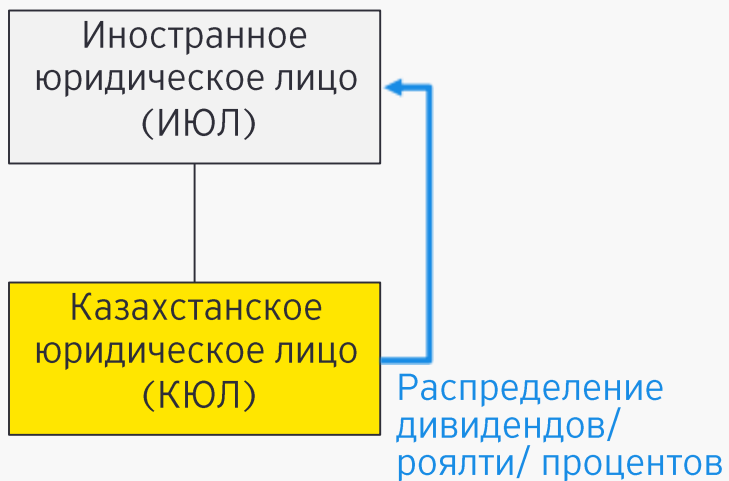 Иностранное
юридическое лицо
(ИЮЛ)
Казахстанское
юридическое лицо
(КЮЛ)
Распределение
дивидендов/
роялти/ процентов